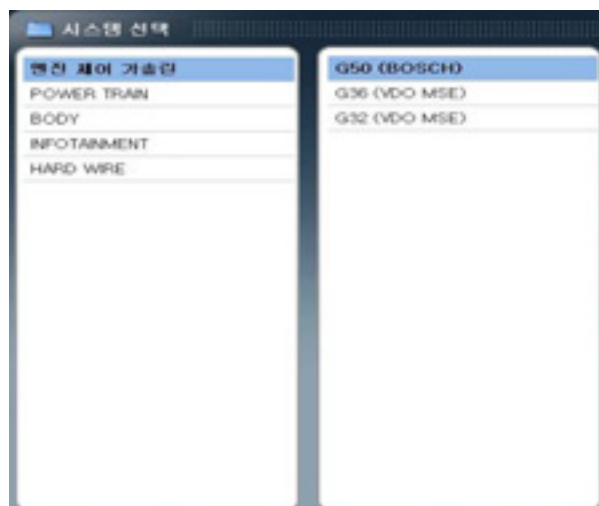 시스템 선택
엔진 제어 가솔린
POWER TRAIN
BODY
INFOTAINMENT
HARD WIRE
G50 (BOSCH)
G36 (VDO MSE)
G32 (VDO MSE)